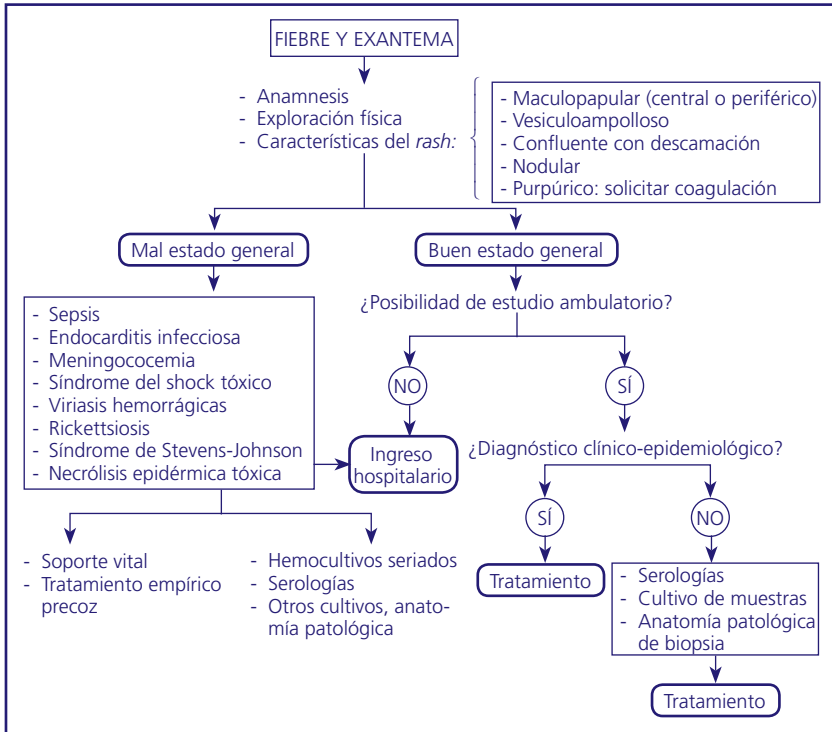 FIEBRE Y EXANTEMA
- Anamnesis
- Exploración física
- Características del rash:
- Maculopapular (central o periférico)
- Vesiculoampolloso
- Confluente con descamación
- Nodular
- Purpúrico: solicitar coagulación
Mal estado general
Buen estado general
- Sepsis
- Endocarditis infecciosa
- Meningococemia
- Síndrome del shock tóxico
- Viriasis hemorrágicas
- Rickettsiosis
- Síndrome de Stevens-Johnson
- Necrólisis epidérmica tóxica
¿Posibilidad de estudio ambulatorio?
NO
SÍ
Ingreso
hospitalario
¿Diagnóstico clínico-epidemiológico?
SÍ
NO
- Soporte vital
- Tratamiento empírico
precoz
- Hemocultivos seriados
- Serologías
- Otros cultivos, anato-
mía patológica
Tratamiento
- Serologías
- Cultivo de muestras
- Anatomía patológica
de biopsia
Tratamiento